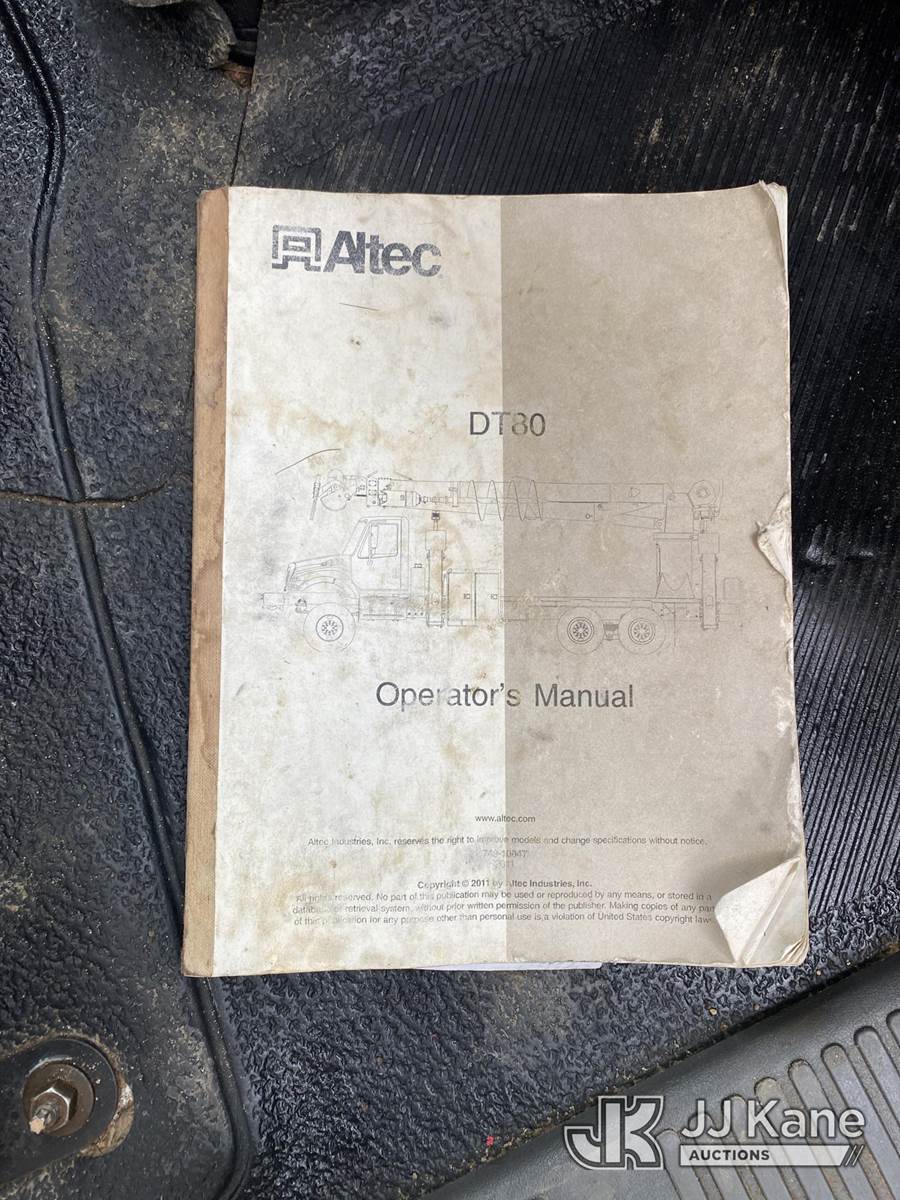 Altec
DT80
Operator's Manual
www.altec.com
Altec Industries, Inc. reserves the right to improve models and change specifications without notice.
2011
Copyright © 2011 by Altec Industries, Inc.
All rights reserved. No part of this publication may be used or reproduced by any means, or stored in a
database or retrieval system, without prior written permission of the publisher. Making copies of any part
of this publication for any purpose other than personal use is a violation of United States copyright laws
JK JJ Kane
AUCTIONS